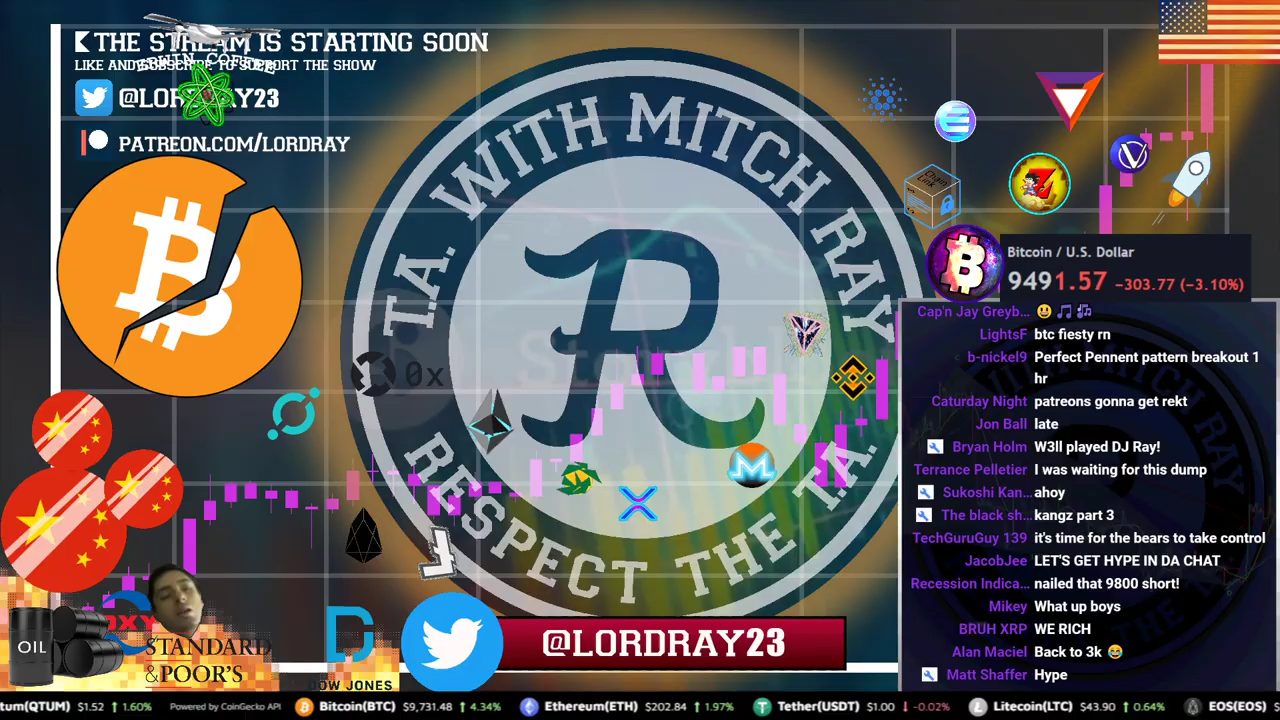 THE STREAM IS STARTING SOON
LIKE AND SUBSCRIBE TO SUPPORT THE SHOW
@LORDRAY23
PATREON.COM/LORDRAY
T.A. WITH MITCH RAY
RESPECT THE T.A.
R
0x
Bitcoin / U.S. Dollar
9491.57 −303.77 (−3.10%)
Cap'n Jay Greyb... 😃 🎵 🎶
LightsF btc fiesty rn
b-nickel9 Perfect Pennent pattern breakout 1
hr
Caturday Night patreons gonna get rekt
Jon Ball late
Bryan Holm W3ll played DJ Ray!
Terrance Pelletier I was waiting for this dump
Sukoshi Kan... ahoy
The black sh... kangz part 3
TechGuruGuy 139 it's time for the bears to take control
JacobJee LET'S GET HYPE IN DA CHAT
Recession Indica... nailed that 9800 short!
Mikey What up boys
BRUH XRP WE RICH
Alan Maciel Back to 3k 😂
Matt Shaffer Hype
OIL
OXY
STANDARD
&POOR'S
DOW JONES
@LORDRAY23
tum(QTUM) $1.52 ↑ 1.60% Powered by CoinGecko API Bitcoin(BTC) $9,731.48 ↑ 4.34% Ethereum(ETH) $202.84 ↑ 1.97% Tether(USDT) $1.00 ↓ -0.02% Litecoin(LTC) $43.90 ↑ 0.64% EOS(EOS)